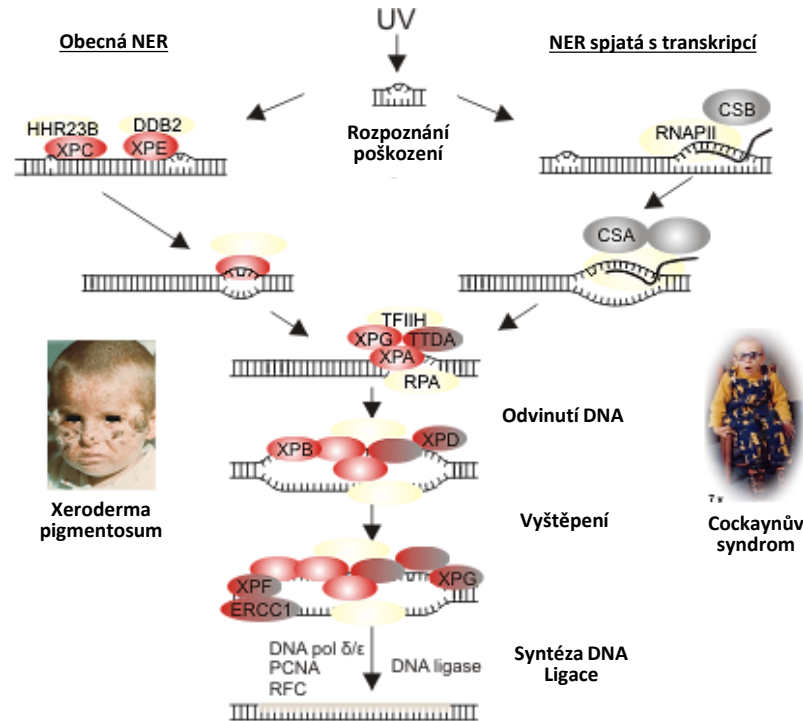 UV
Obecná NER
NER spjatá s transkripcí
Rozpoznání
poškození
HHR23B
DDB2
XPC
XPE
CSB
RNAPII
CSA
TFIIH
XPG
TTDA
XPA
RPA
Odvinutí DNA
XPB
XPD
Vyštěpení
Xeroderma
pigmentosum
7 y
Cockaynův
syndrom
XPF
XPG
ERCC1
DNA pol δ/ε
PCNA
RFC
DNA ligase
Syntéza DNA
Ligace